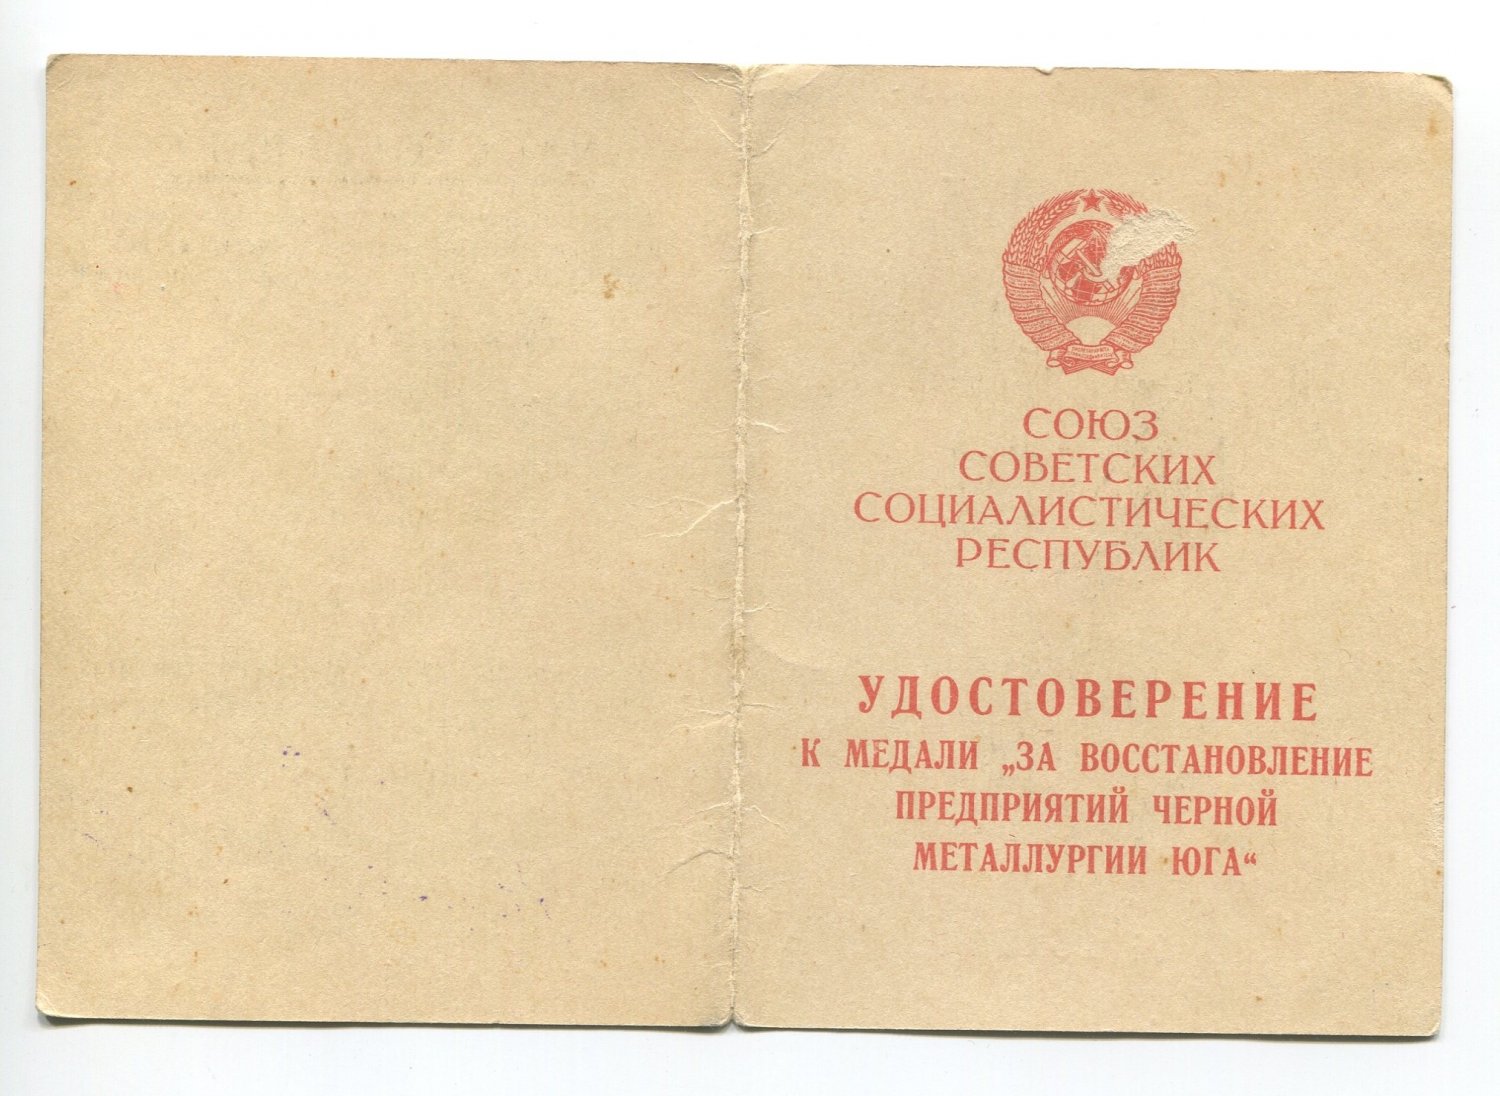 СОЮЗ
СОВЕТСКИХ
СОЦИАЛИСТИЧЕСКИХ
РЕСПУБЛИК
УДОСТОВЕРЕНИЕ
К МЕДАЛИ „ЗА ВОССТАНОВЛЕНИЕ
ПРЕДПРИЯТИЙ ЧЕРНОЙ
МЕТАЛЛУРГИИ ЮГА“